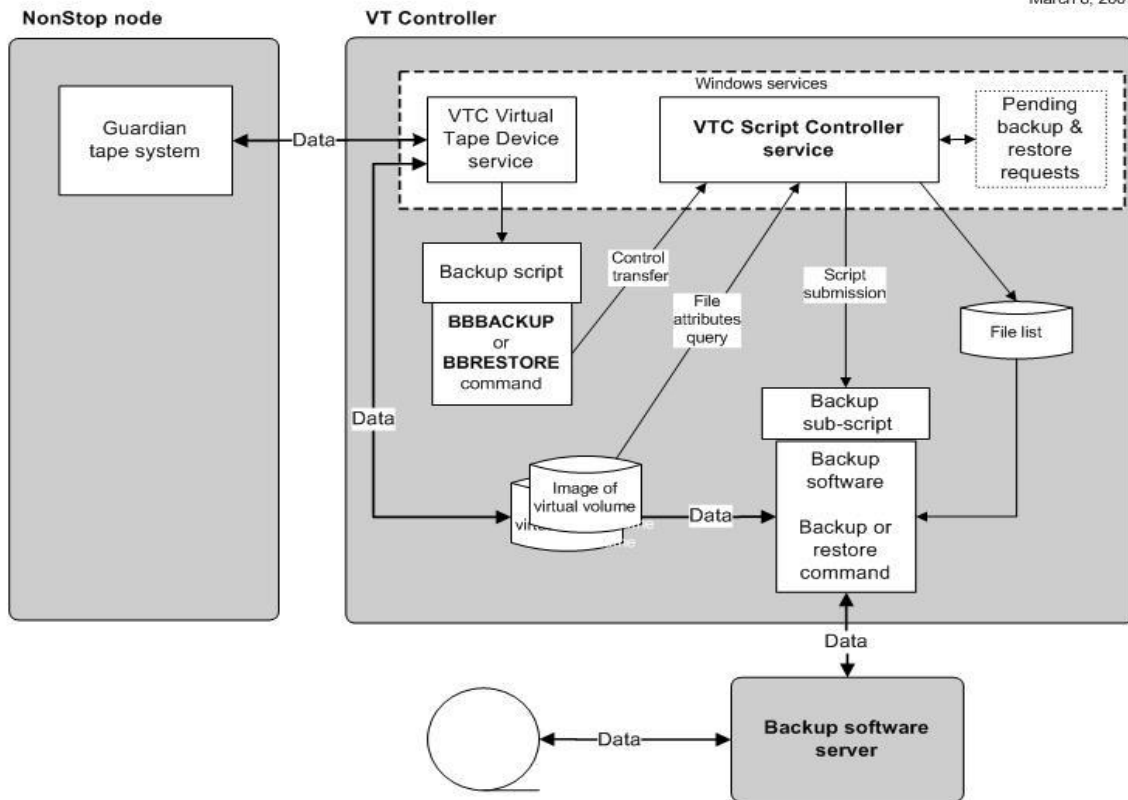 March 8, 200
NonStop node
VT Controller
Windows services
Guardian
tape system
Data
VTC Virtual
Tape Device
service
VTC Script Controller
service
Pending
backup &
restore
requests
Backup script
BBBACKUP
or
BBRESTORE
command
Control
transfer
File
attributes
query
Script
submission
File list
Data
Backup
sub-script
Backup
software
Backup or
restore
command
Image of
virtual volume
Data
Data
Data
Backup software
server